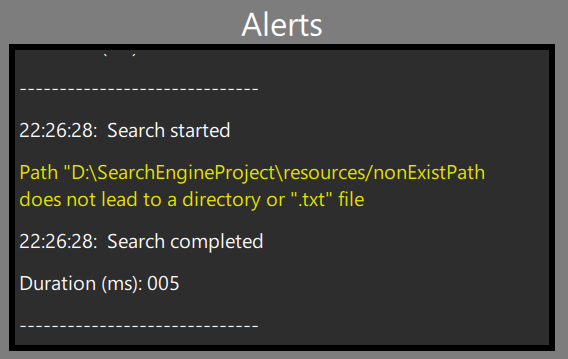 Alerts
------------------------------
22:26:28:  Search started
Path "D:\SearchEngineProject\resources/nonExistPath
does not lead to a directory or ".txt" file
22:26:28:  Search completed
Duration (ms): 005
------------------------------